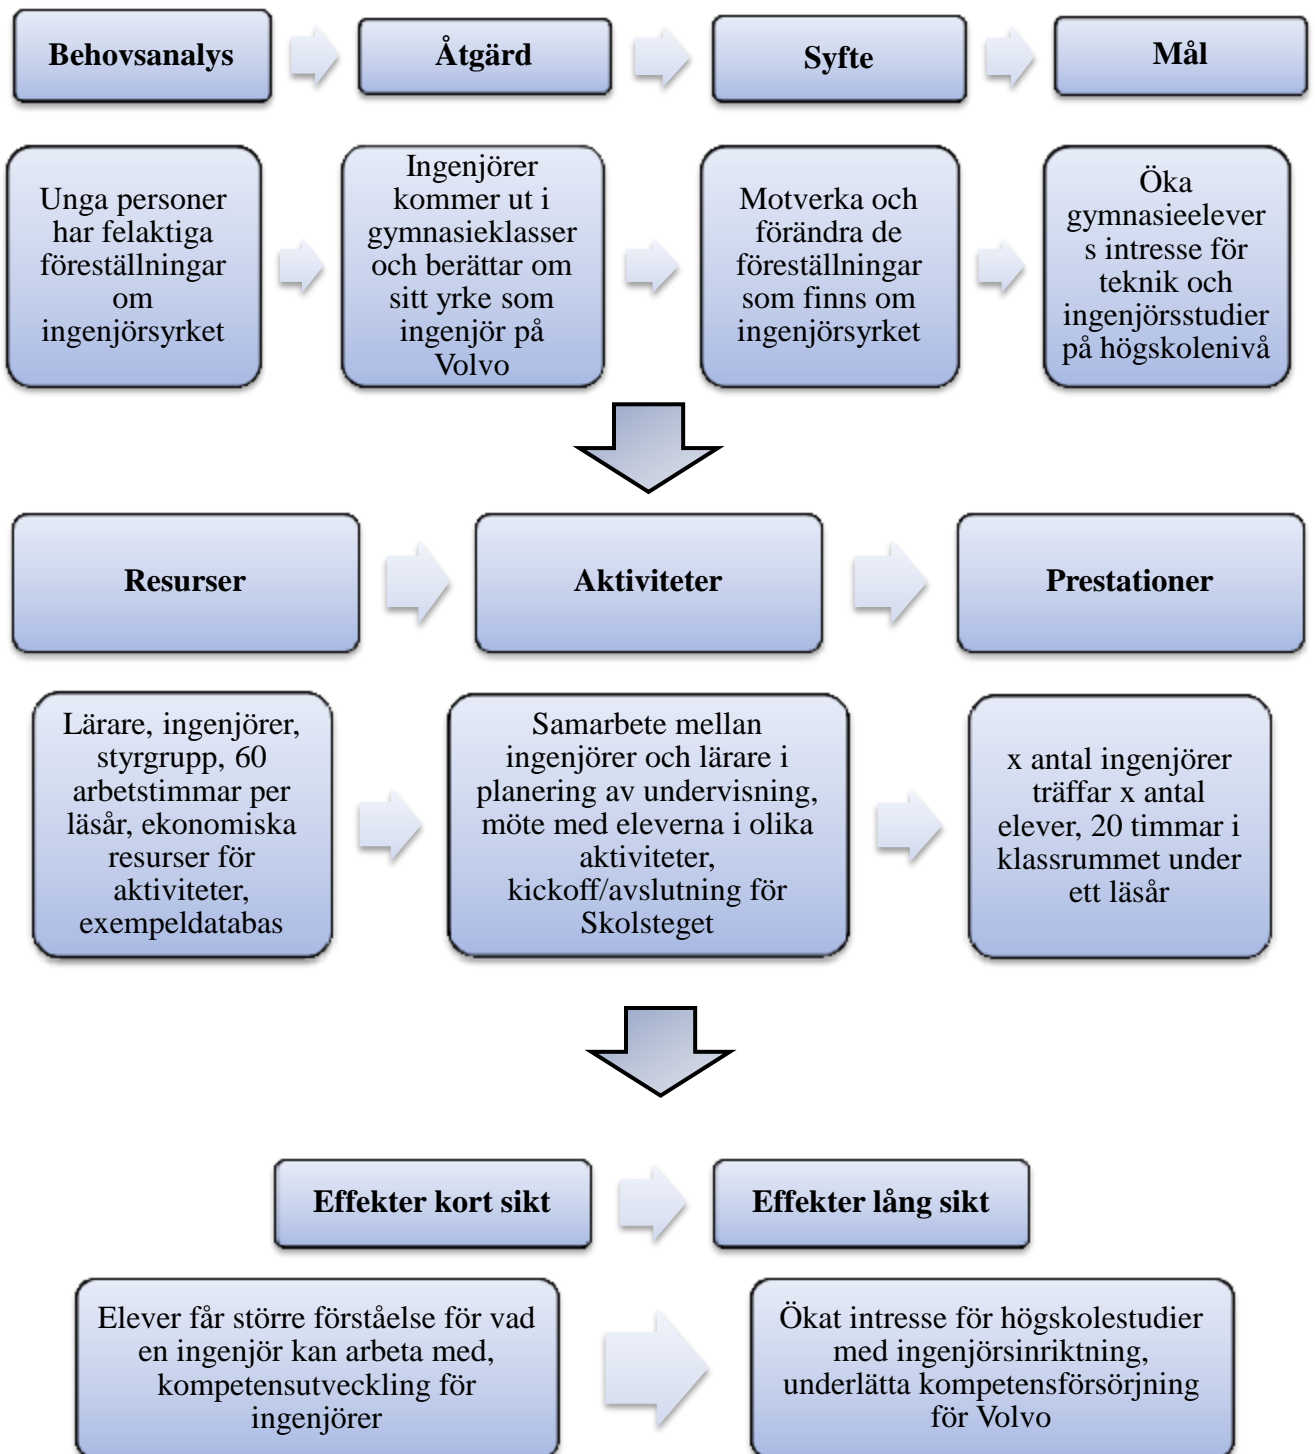 Behovsanalys
Åtgärd
Syfte
Mål
Unga personer
har felaktiga
föreställningar
om
ingenjörsyrket
Ingenjörer
kommer ut i
gymnasieklasser
och berättar om
sitt yrke som
ingenjör på
Volvo
Motverka och
förändra de
föreställningar
som finns om
ingenjörsyrket
Öka
gymnasieelever
s intresse för
teknik och
ingenjörsstudier
på högskolenivå
Resurser
Aktiviteter
Prestationer
Lärare, ingenjörer,
styrgrupp, 60
arbetstimmar per
läsår, ekonomiska
resurser för
aktiviteter,
exempeldatabas
Samarbete mellan
ingenjörer och lärare i
planering av undervisning,
möte med eleverna i olika
aktiviteter,
kickoff/avslutning för
Skolsteget
x antal ingenjörer
träffar x antal
elever, 20 timmar i
klassrummet under
ett läsår
Effekter kort sikt
Effekter lång sikt
Elever får större förståelse för vad
en ingenjör kan arbeta med,
kompetensutveckling för
ingenjörer
Ökat intresse för högskolestudier
med ingenjörsinriktning,
underlätta kompetensförsörjning
för Volvo